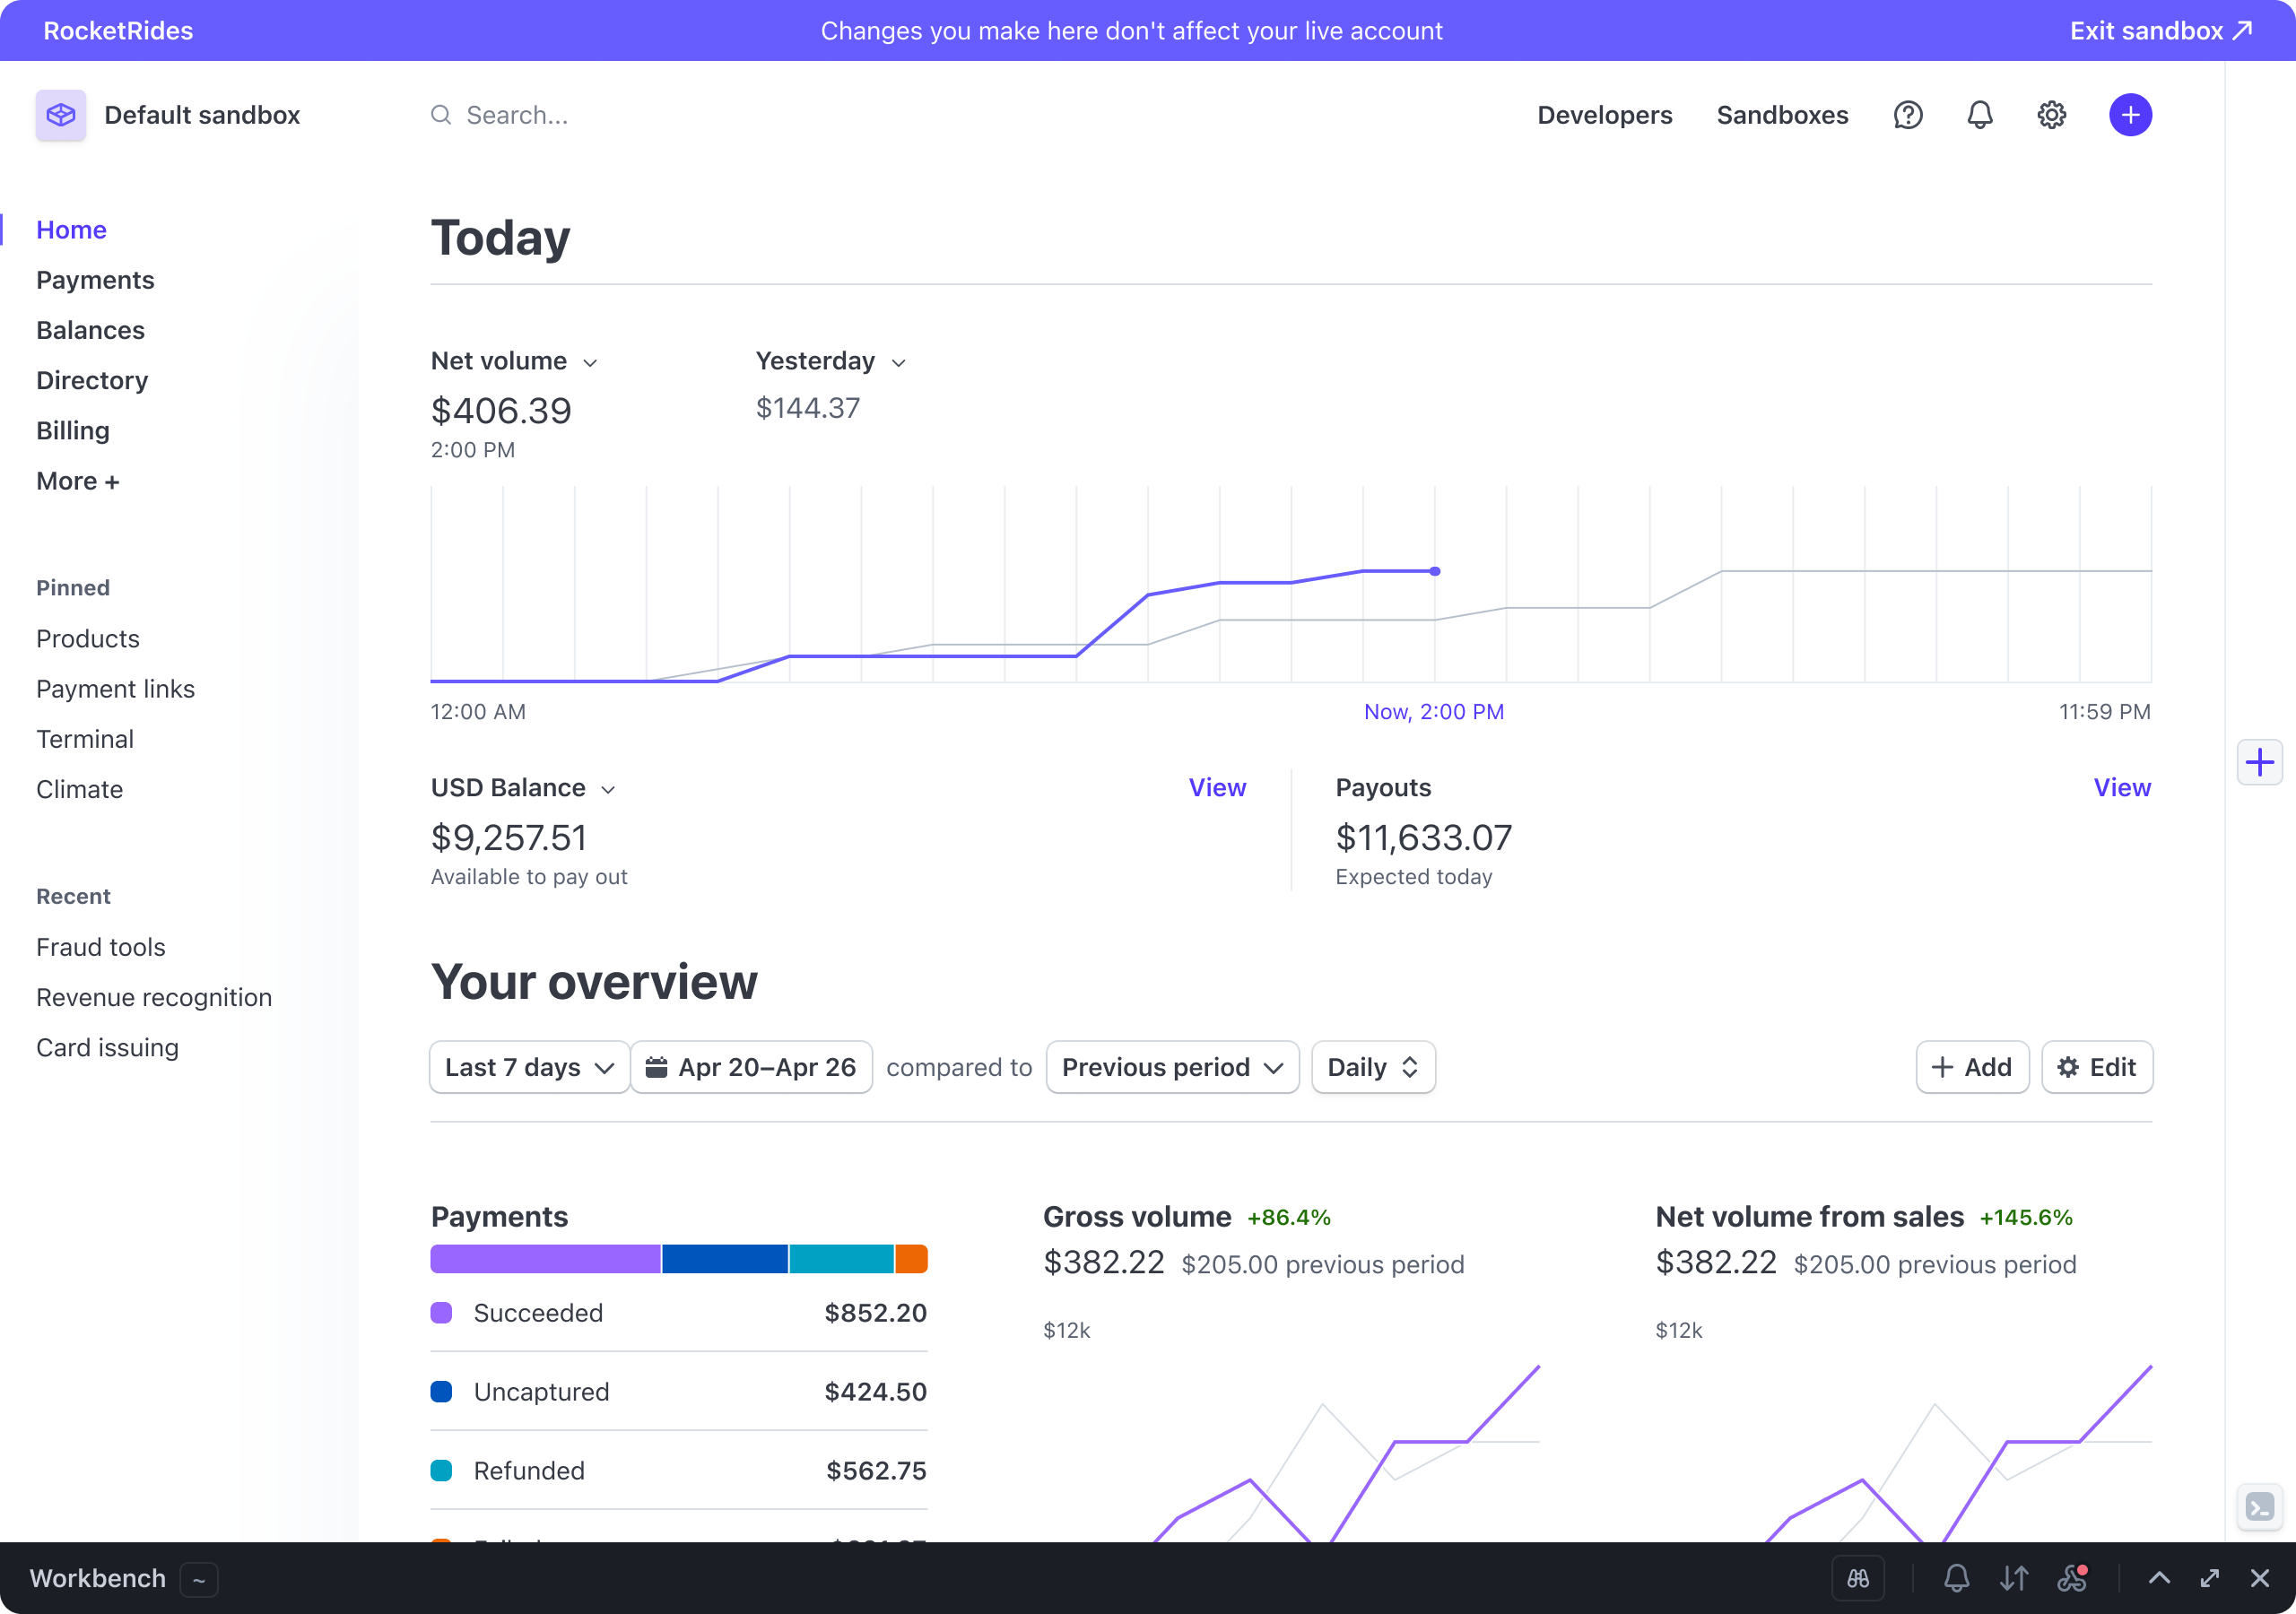 RocketRides
Changes you make here don't affect your live account
Exit sandbox
Default sandbox
Search...
Developers
Sandboxes
Home
Payments
Balances
Directory
Billing
More +
Pinned
Products
Payment links
Terminal
Climate
Recent
Fraud tools
Revenue recognition
Card issuing
Today
Net volume
$406.39
2:00 PM
Yesterday
$144.37
12:00 AM
Now, 2:00 PM
11:59 PM
USD Balance
View
$9,257.51
Available to pay out
Payouts
View
$11,633.07
Expected today
Your overview
Last 7 days
Apr 20–Apr 26
compared to
Previous period
Daily
Add
Edit
Payments
Succeeded $852.20
Uncaptured $424.50
Refunded $562.75
Gross volume +86.4%
$382.22 $205.00 previous period
$12k
Net volume from sales +145.6%
$382.22 $205.00 previous period
$12k
Workbench ~